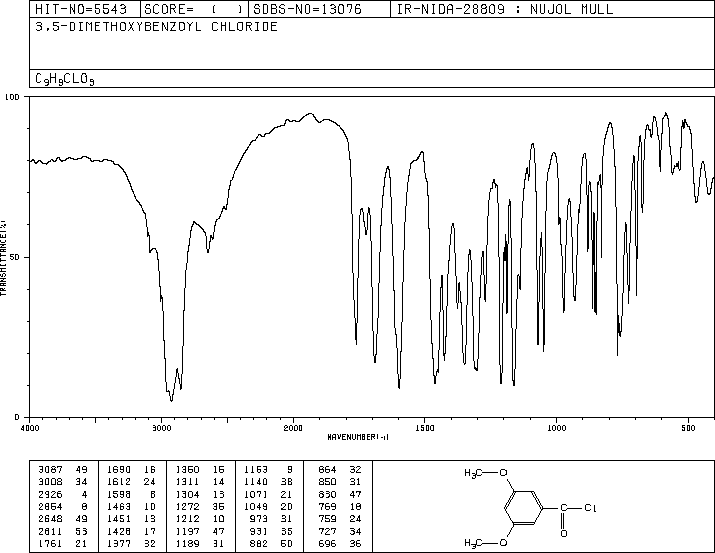 HIT-NO=5543 SCORE= ( ) SDBS-NO=13076 IR-NIDA-28809 : NUJOL MULL
3,5-DIMETHOXYBENZOYL CHLORIDE
C9H9CLO3
100
50
0
TRANSMITTANCE(%)
4000 3000 2000 1500 1000 500
WAVENUMBER(-1)
3087 49 1690 16 1360 16 1163 9 864 32
3008 34 1612 24 1311 14 1140 38 850 31
2926 4 1598 8 1304 13 1071 21 830 47
2854 8 1463 10 1272 36 1049 20 769 18
2648 49 1451 13 1212 10 973 31 759 24
2611 53 1428 17 1197 47 931 35 727 34
1761 21 1377 32 1189 31 882 50 696 36
H3C O
O Cl
O
H3C O